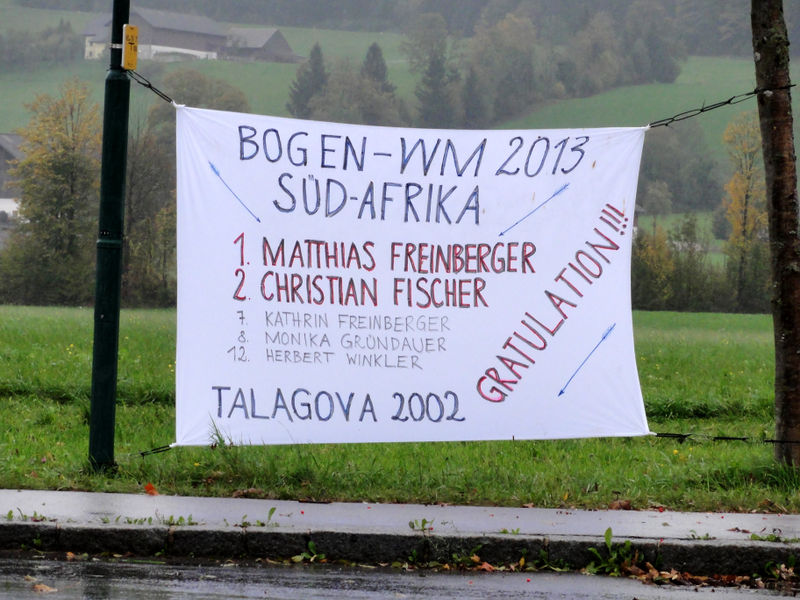 BOGEN-WM 2013
SÜD-AFRIKA
1. MATTHIAS FREINBERGER
2. CHRISTIAN FISCHER
7. KATHRIN FREINBERGER
8. MONIKA GRÜNDAUER
12. HERBERT WINKLER
GRATULATION!!!
TALAGOVA 2002